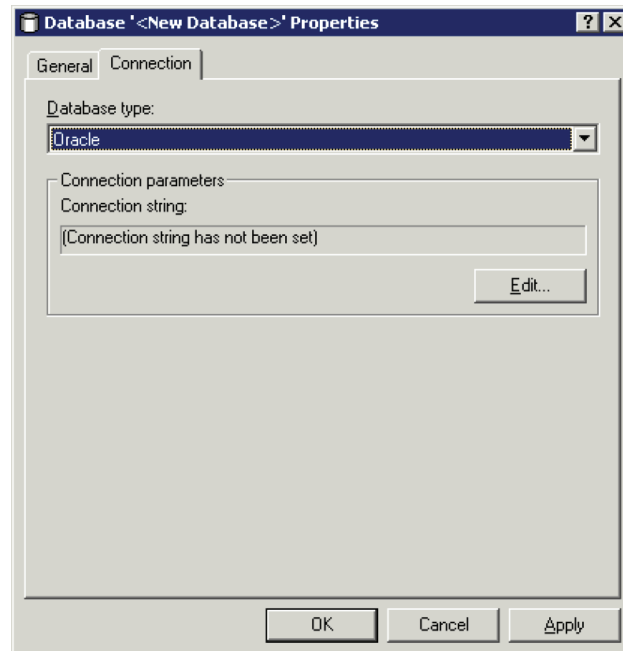 Database '<New Database>' Properties
General Connection
Database type:
Oracle
Connection parameters
Connection string:
(Connection string has not been set)
Edit...
OK Cancel Apply